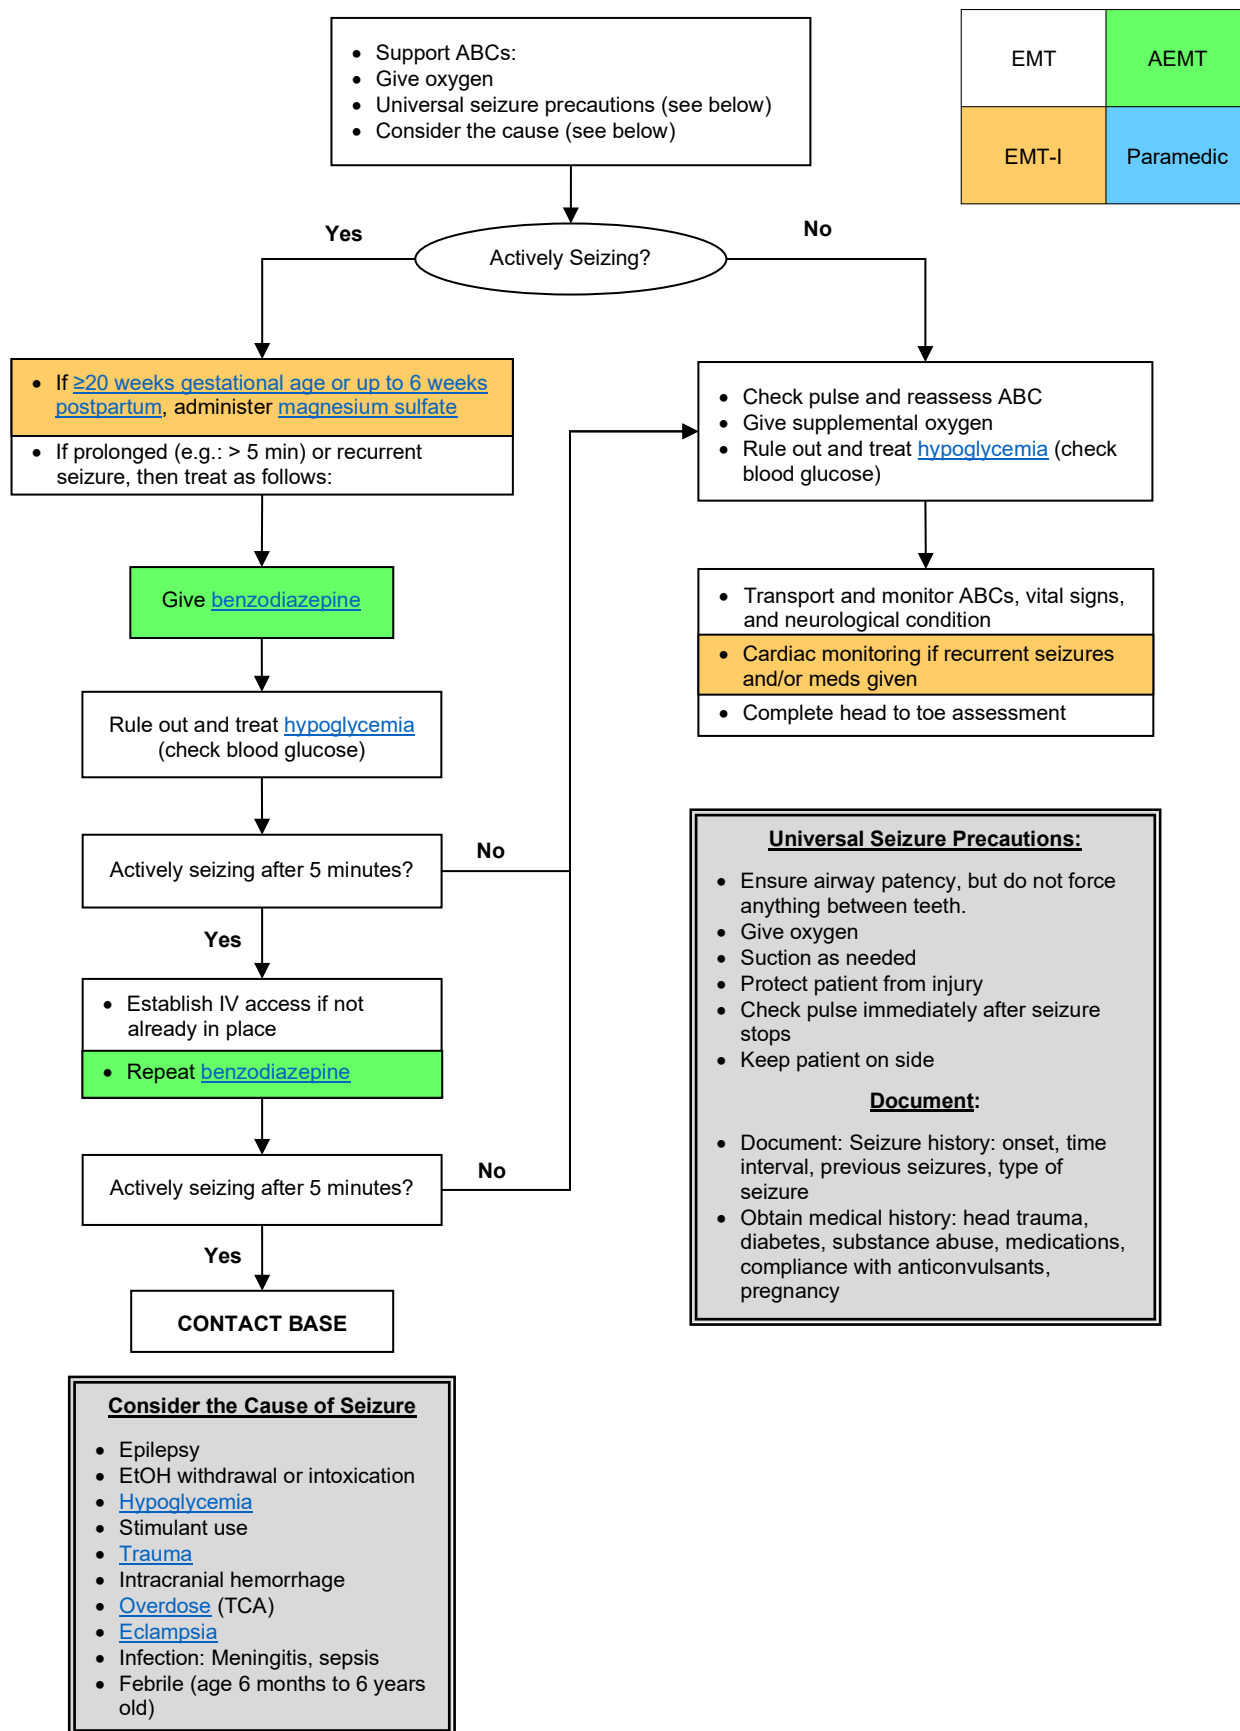 • Support ABCs:
• Give oxygen
• Universal seizure precautions (see below)
• Consider the cause (see below)
EMT
AEMT
EMT-I
Paramedic
Yes
No
Actively Seizing?
• If ≥20 weeks gestational age or up to 6 weeks
postpartum, administer magnesium sulfate
• If prolonged (e.g.: > 5 min) or recurrent
seizure, then treat as follows:
Give benzodiazepine
Rule out and treat hypoglycemia
(check blood glucose)
Actively seizing after 5 minutes?
No
Yes
• Establish IV access if not
already in place
• Repeat benzodiazepine
Actively seizing after 5 minutes?
No
Yes
CONTACT BASE
• Check pulse and reassess ABC
• Give supplemental oxygen
• Rule out and treat hypoglycemia (check
blood glucose)
• Transport and monitor ABCs, vital signs,
and neurological condition
• Cardiac monitoring if recurrent seizures
and/or meds given
• Complete head to toe assessment
Universal Seizure Precautions:
• Ensure airway patency, but do not force
anything between teeth.
• Give oxygen
• Suction as needed
• Protect patient from injury
• Check pulse immediately after seizure
stops
• Keep patient on side
Document:
• Document: Seizure history: onset, time
interval, previous seizures, type of
seizure
• Obtain medical history: head trauma,
diabetes, substance abuse, medications,
compliance with anticonvulsants,
pregnancy
Consider the Cause of Seizure
• Epilepsy
• EtOH withdrawal or intoxication
• Hypoglycemia
• Stimulant use
• Trauma
• Intracranial hemorrhage
• Overdose (TCA)
• Eclampsia
• Infection: Meningitis, sepsis
• Febrile (age 6 months to 6 years
old)